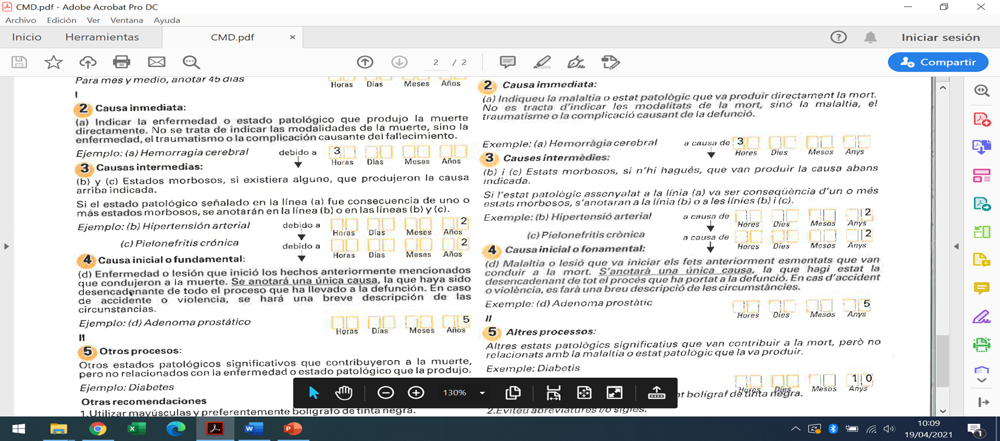 CMD.pdf - Adobe Acrobat Pro DC
Archivo Edición Ver Ventana Ayuda
Inicio Herramientas CMD.pdf × Iniciar sesión
2 / 2 Compartir
Para mes y medio, anotar 45 días
Horas Días Meses Años
I
2 Causa inmediata:
(a) Indicar la enfermedad o estado patológico que produjo la muerte
directamente. No se trata de indicar las modalidades de la muerte, sino la
enfermedad, el traumatismo o la complicación causante del fallecimiento.
Ejemplo: (a) Hemorragia cerebral debido a 3
Horas Días Meses Años
3 Causas intermedias:
(b) y (c) Estados morbosos, si existiera alguno, que produjeron la causa
arriba indicada.
Si el estado patológico señalado en la línea (a) fue consecuencia de uno o
más estados morbosos, se anotarán en la línea (b) o en las líneas (b) y (c).
Ejemplo: (b) Hipertensión arterial debido a 2
Horas Días Meses Años
(c) Pielonefritis crónica debido a 2
Horas Días Meses Años
4 Causa inicial o fundamental:
(d) Enfermedad o lesión que inició los hechos anteriormente mencionados
que condujeron a la muerte. Se anotará una única causa, la que haya sido
desencadenante de todo el proceso que ha llevado a la defunción. En caso
de accidente o violencia, se hará una breve descripción de las
circunstancias.
Ejemplo: (d) Adenoma prostático 5
Horas Días Meses Años
II
5 Otros procesos:
Otros estados patológicos significativos que contribuyeron a la muerte,
pero no relacionados con la enfermedad o estado patológico que la produjo.
Ejemplo: Diabetes
Otras recomendaciones
1.Utilizar mayúsculas y preferentemente bolígrafo de tinta negra.
2 Causa immediata:
(a) Indiqueu la malaltia o estat patològic que va produir directament la mort.
No es tracta d'indicar les modalitats de la mort, sinó la malaltia, el
traumatisme o la complicació causant de la defunció.
Exemple: (a) Hemorràgia cerebral a causa de 3
Hores Dies Mesos Anys
3 Causes intermèdies:
(b) i (c) Estats morbosos, si n'hi hagués, que van produir la causa abans
indicada.
Si l'estat patològic assenyalat a la línia (a) va ser conseqüència d'un o més
estats morbosos, s'anotaran a la línia (b) o a les línies (b) i (c).
Exemple: (b) Hipertensió arterial a causa de 2
Hores Dies Mesos Anys
(c) Pielonefritis crònica a causa de 2
Hores Dies Mesos Anys
4 Causa inicial o fonamental:
(d) Malaltia o lesió que va iniciar els fets anteriorment esmentats que van
conduir a la mort. S'anotarà una única causa, la que hagi estat la
desencadenant de tot el procés que ha portat a la defunció. En cas d'accident
o violència, es farà una breu descripció de les circumstàncies.
Exemple: (d) Adenoma prostàtic 5
Hores Dies Mesos Anys
II
5 Altres processos:
Altres estats patològics significatius que van contribuir a la mort, però no
relacionats amb la malaltia o estat patològic que la va produir.
Exemple: Diabetis
1 0
Hores Dies Mesos Anys
bolígraf de tinta negra.
2.Eviteu abreviatures i/o sigles.
130%
10:09
19/04/2021
1